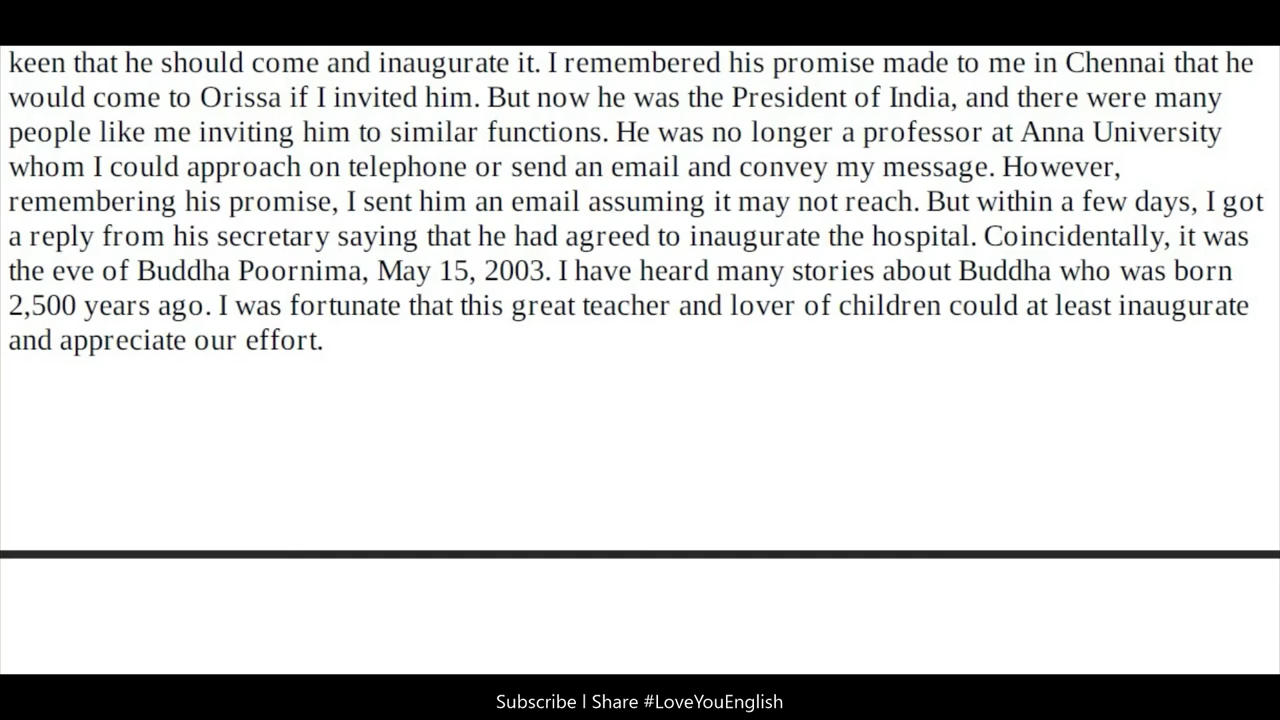 keen that he should come and inaugurate it. I remembered his promise made to me in Chennai that he
would come to Orissa if I invited him. But now he was the President of India, and there were many
people like me inviting him to similar functions. He was no longer a professor at Anna University
whom I could approach on telephone or send an email and convey my message. However,
remembering his promise, I sent him an email assuming it may not reach. But within a few days, I got
a reply from his secretary saying that he had agreed to inaugurate the hospital. Coincidentally, it was
the eve of Buddha Poornima, May 15, 2003. I have heard many stories about Buddha who was born
2,500 years ago. I was fortunate that this great teacher and lover of children could at least inaugurate
and appreciate our effort.
Subscribe | Share #LoveYouEnglish